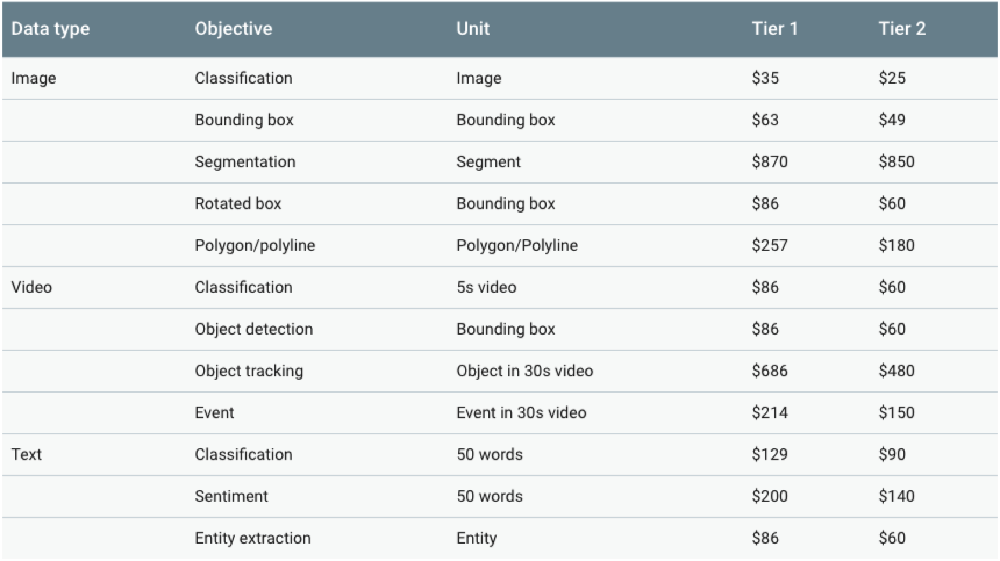 Data type Objective Unit Tier 1 Tier 2
Image Classification Image $35 $25
Bounding box Bounding box $63 $49
Segmentation Segment $870 $850
Rotated box Bounding box $86 $60
Polygon/polyline Polygon/Polyline $257 $180
Video Classification 5s video $86 $60
Object detection Bounding box $86 $60
Object tracking Object in 30s video $686 $480
Event Event in 30s video $214 $150
Text Classification 50 words $129 $90
Sentiment 50 words $200 $140
Entity extraction Entity $86 $60